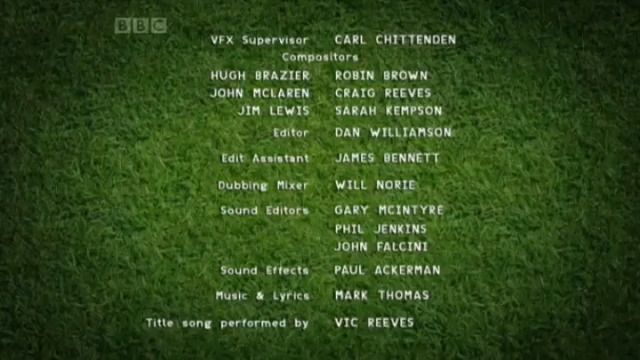 BBC
VFX Supervisor CARL CHITTENDEN
Compositors
HUGH BRAZIER ROBIN BROWN
JOHN MCLAREN CRAIG REEVES
JIM LEWIS SARAH KEMPSON
Editor DAN WILLIAMSON
Edit Assistant JAMES BENNETT
Dubbing Mixer WILL NORIE
Sound Editors GARY MCINTYRE
PHIL JENKINS
JOHN FALCINI
Sound Effects PAUL ACKERMAN
Music & Lyrics MARK THOMAS
Title song performed by VIC REEVES